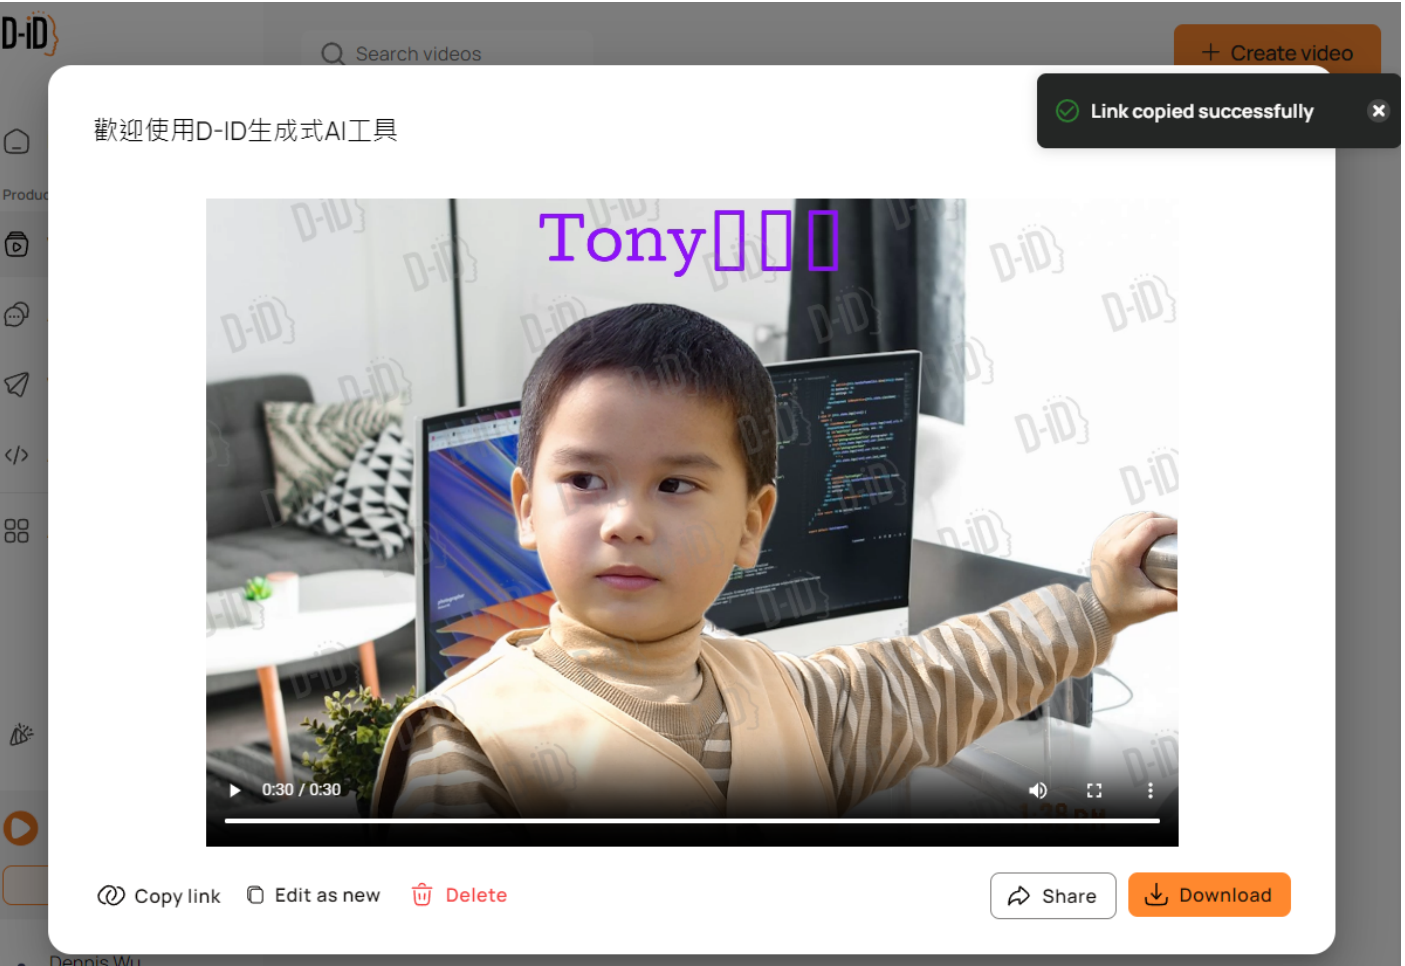 D-iD
Search videos
+ Create video
Link copied successfully
歡迎使用D-ID生成式AI工具
Produc
Tony▯▯▯
D-iD
0:30 / 0:30
Copy link
Edit as new
Delete
Share
Download
Dennis Wu